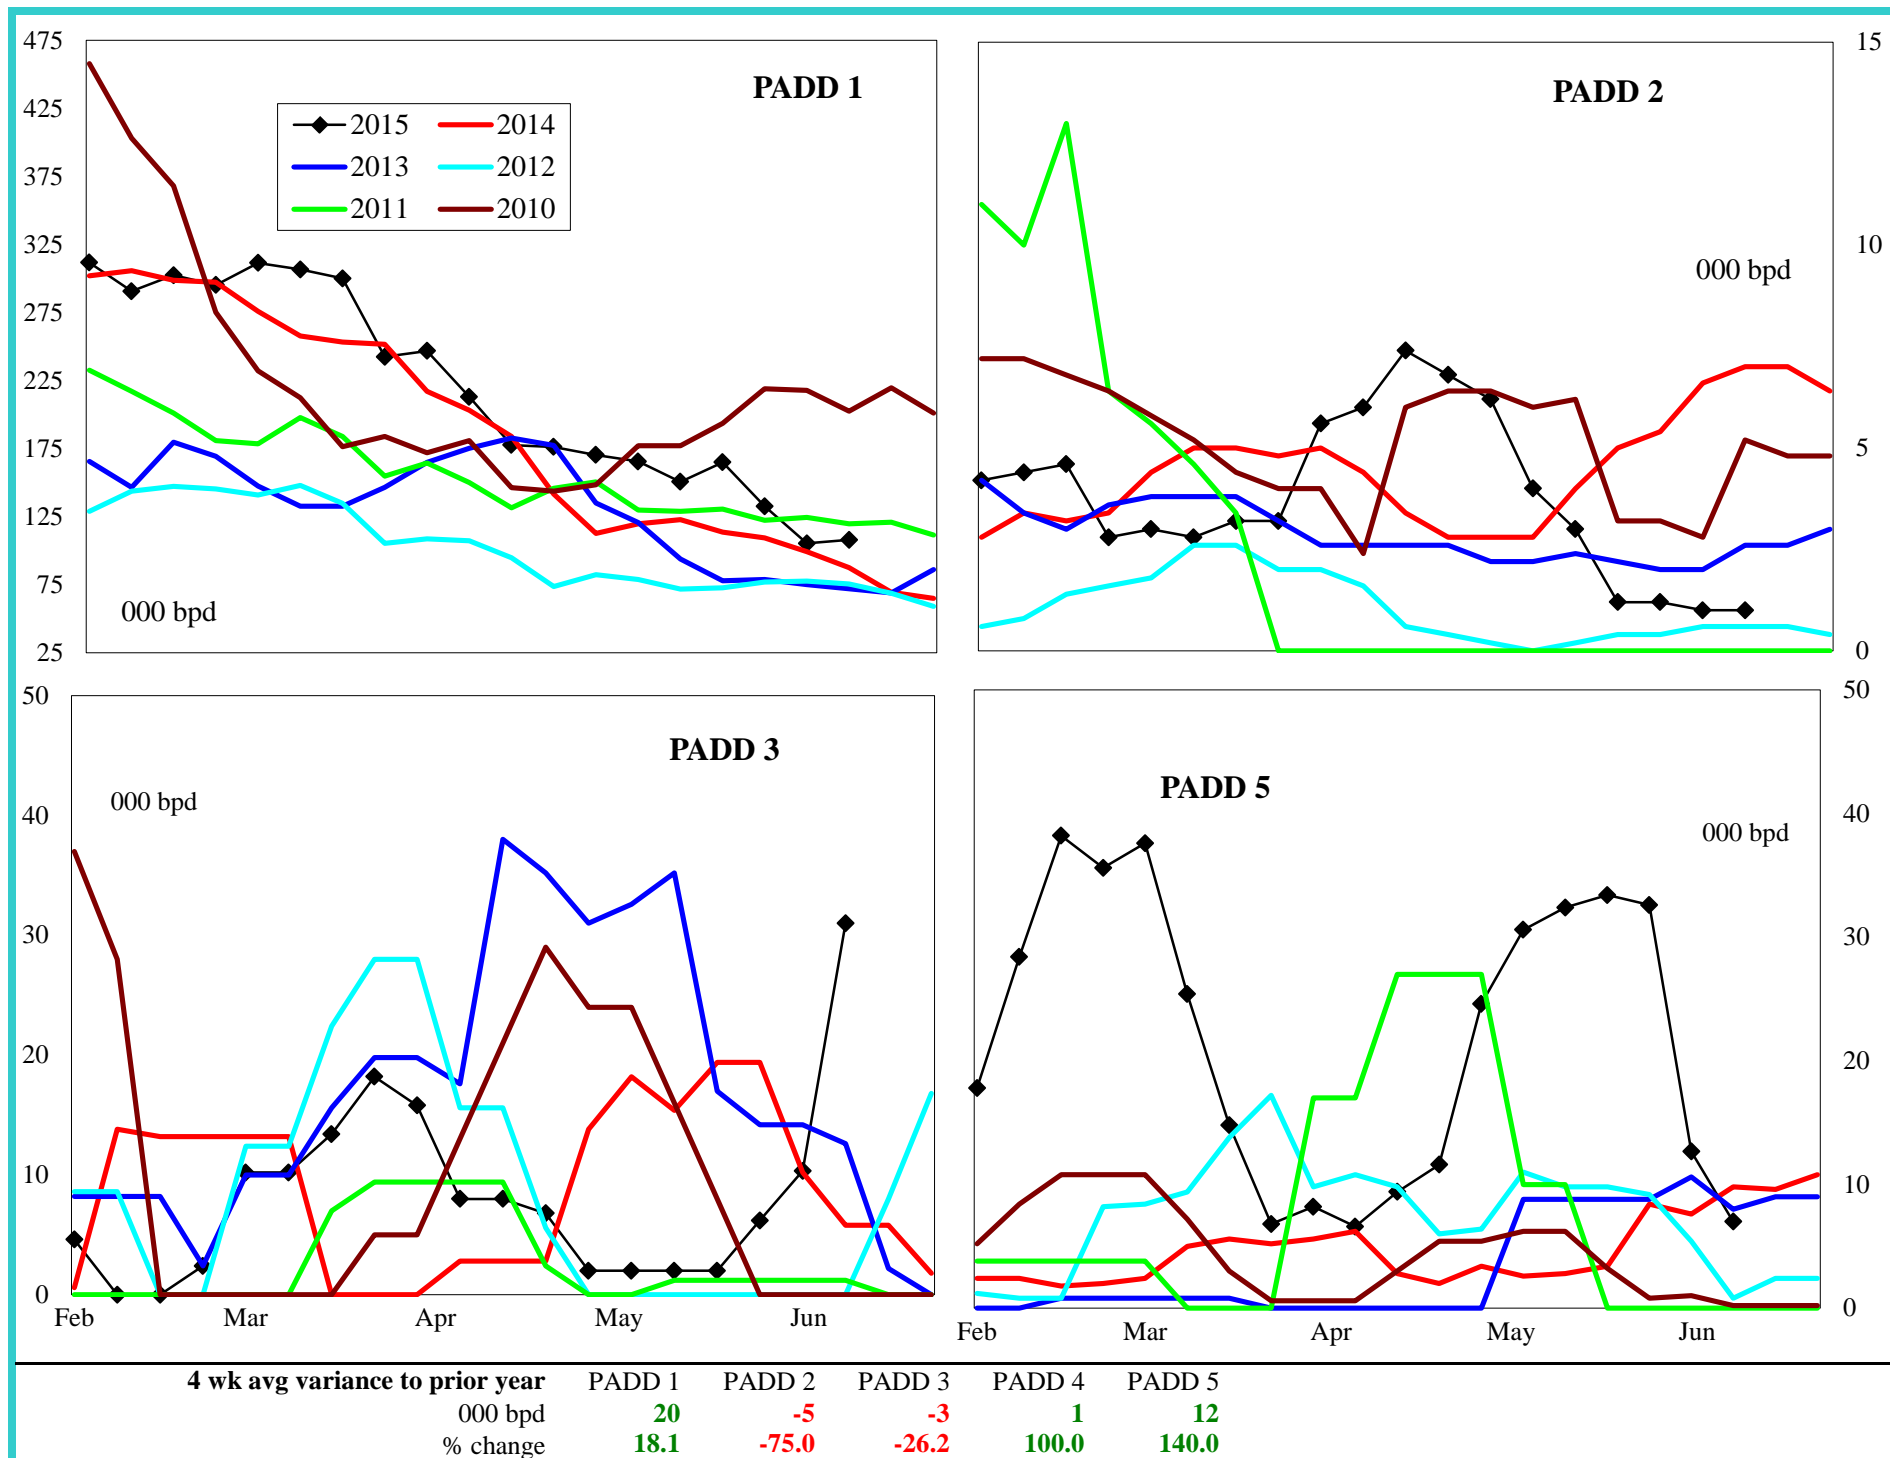 475
425
375
325
275
225
175
125
75
25
PADD 1
2015 2014
2013 2012
2011 2010
000 bpd
PADD 2
000 bpd
15
10
5
0
50
40
30
20
10
0
PADD 3
000 bpd
Feb Mar Apr May Jun
PADD 5
000 bpd
50
40
30
20
10
0
Feb Mar Apr May Jun
4 wk avg variance to prior year PADD 1 PADD 2 PADD 3 PADD 4 PADD 5
000 bpd 20 -5 -3 1 12
% change 18.1 -75.0 -26.2 100.0 140.0